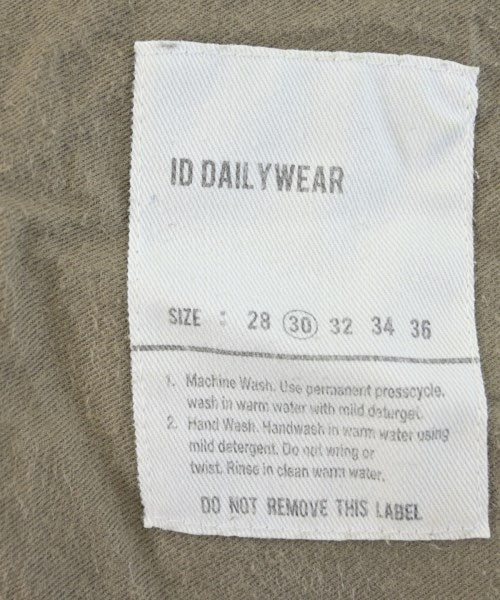 ID DAILYWEAR
SIZE : 28 30 32 34 36
1. Machine Wash. Use permanent presscycle,
wash in warm water with mild deturget.
2. Hand Wash. Handwash in warm water using
mild detergent. Do not wring or
twist. Rinse in clean warm water.
DO NOT REMOVE THIS LABEL